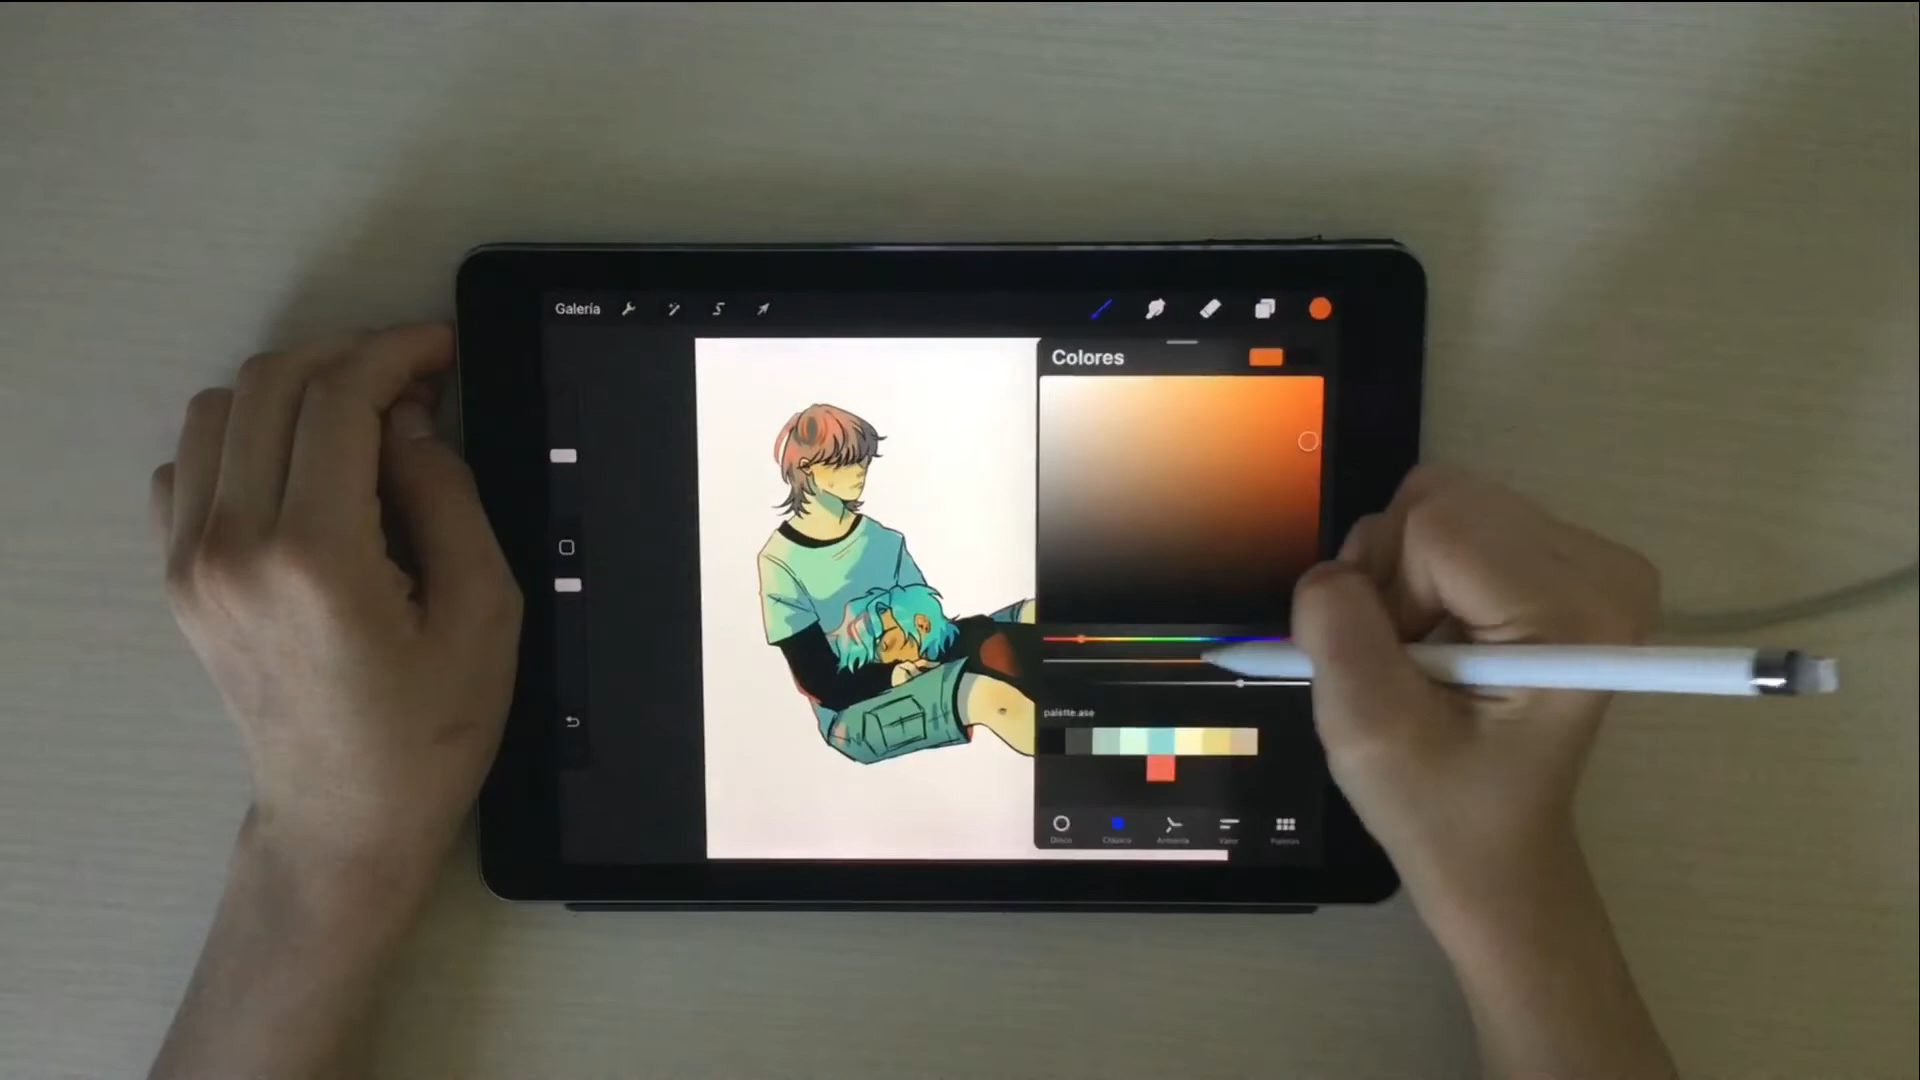 Galería
Colores
palette.ase
Disco
Clásico
Armonía
Valor
Paletas